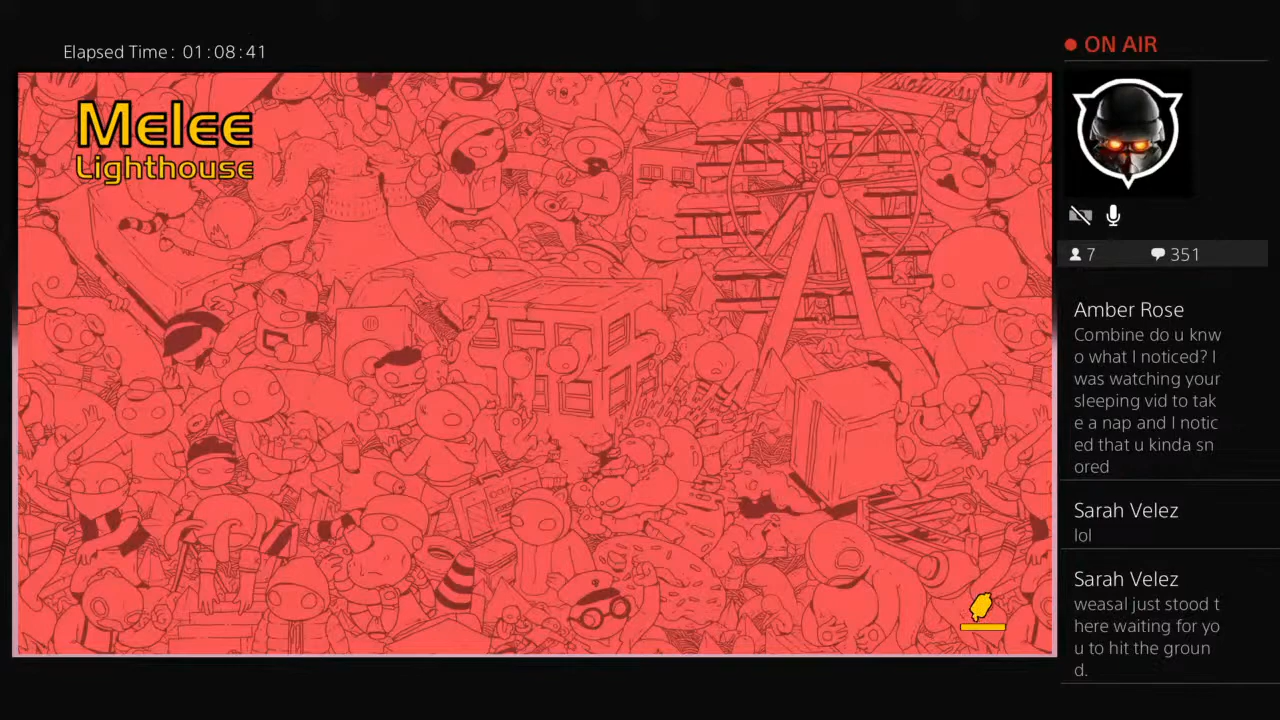 Elapsed Time: 01:08:41
ON AIR
Melee
Lighthouse
7 351
Amber Rose
Combine do u knw
o what I noticed? I
was watching your
sleeping vid to tak
e a nap and I notic
ed that u kinda sn
ored
Sarah Velez
lol
Sarah Velez
weasal just stood t
here waiting for yo
u to hit the groun
d.